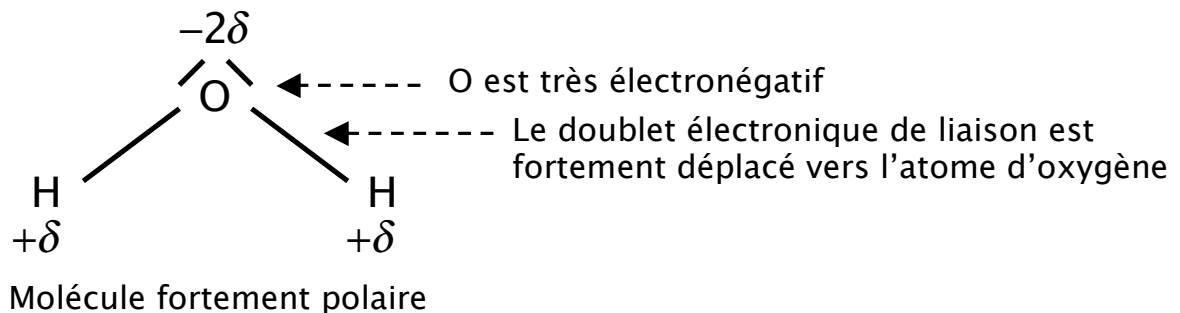 −2δ
O
O est très électronégatif
Le doublet électronique de liaison est
fortement déplacé vers l’atome d’oxygène
H H
+δ +δ
Molécule fortement polaire